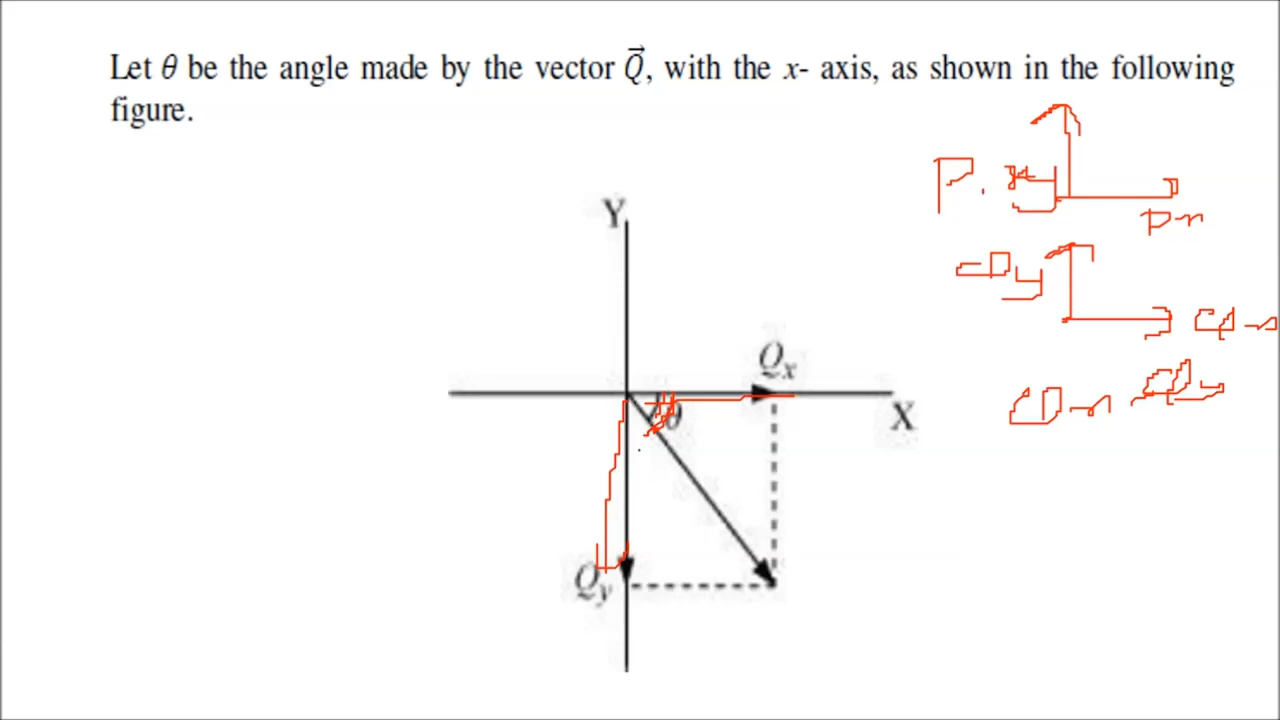 Let θ be the angle made by the vector Q⃗, with the x- axis, as shown in the following
figure.
Y
Qx
θ
X
Qy